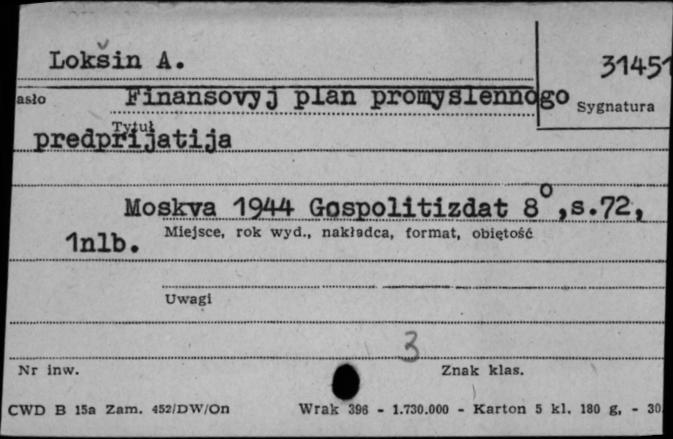 Lokšin A.
31451
asło
Finansovyj plan promyslennogo
Sygnatura
Tytuł
predprijatija
Moskva 1944 Gospolitizdat 8°,s.72,
Miejsce, rok wyd., nakładca, format, objętość
1nlb.
Uwagi
3
Nr inw.
Znak klas.
CWD B 15a Zam. 452/DW/On
Wrak 396 - 1.730.000 - Karton 5 kl. 180 g, - 30